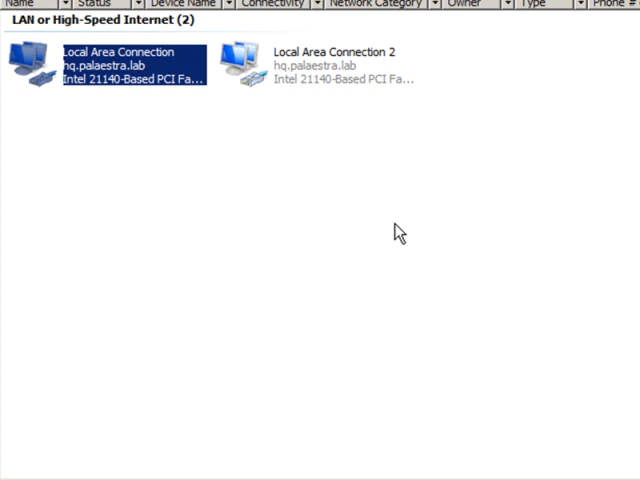 Name Status Device Name Connectivity Network Category Owner Type Phone #
LAN or High-Speed Internet (2)
Local Area Connection
hq.palaestra.lab
Intel 21140-Based PCI Fa...
Local Area Connection 2
hq.palaestra.lab
Intel 21140-Based PCI Fa...